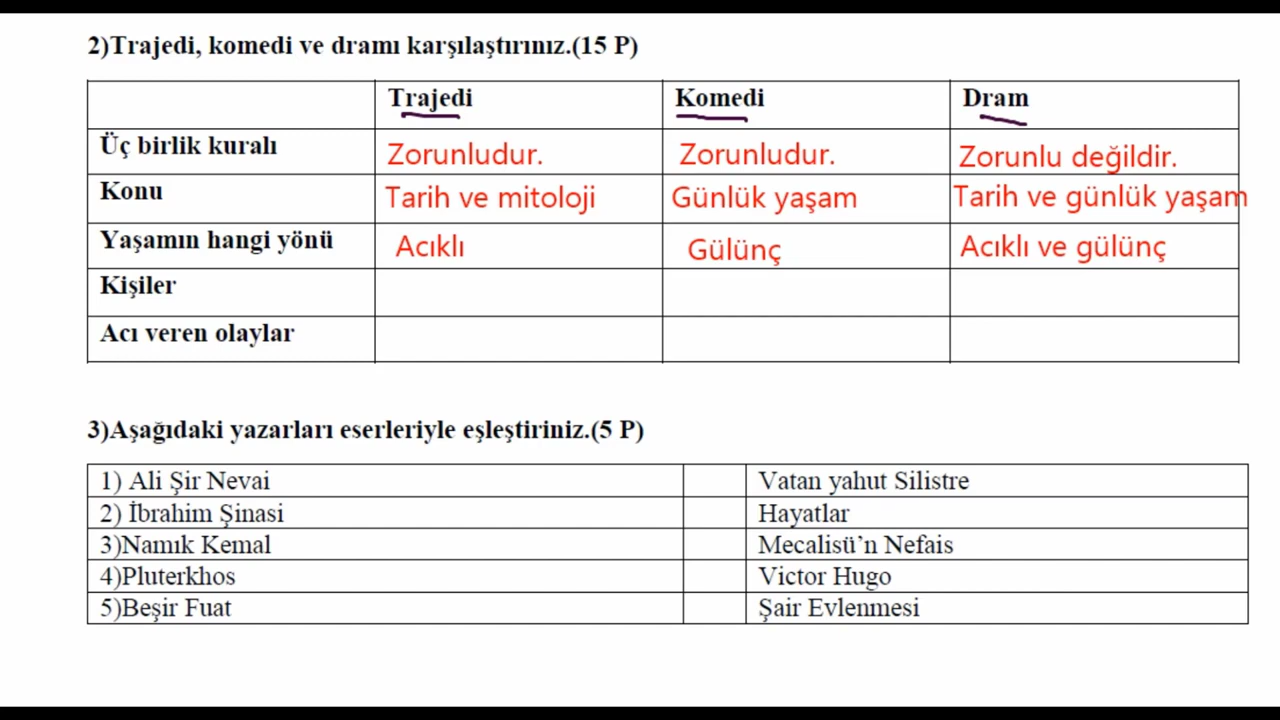 2)Trajedi, komedi ve dramı karşılaştırınız.(15 P)
Trajedi Komedi Dram
Üç birlik kuralı Zorunludur. Zorunludur. Zorunlu değildir.
Konu Tarih ve mitoloji Günlük yaşam Tarih ve günlük yaşam
Yaşamın hangi yönü Acıklı Gülünç Acıklı ve gülünç
Kişiler
Acı veren olaylar
3)Aşağıdaki yazarları eserleriyle eşleştiriniz.(5 P)
1) Ali Şir Nevai Vatan yahut Silistre
2) İbrahim Şinasi Hayatlar
3)Namık Kemal Mecalisü’n Nefais
4)Pluterkhos Victor Hugo
5)Beşir Fuat Şair Evlenmesi